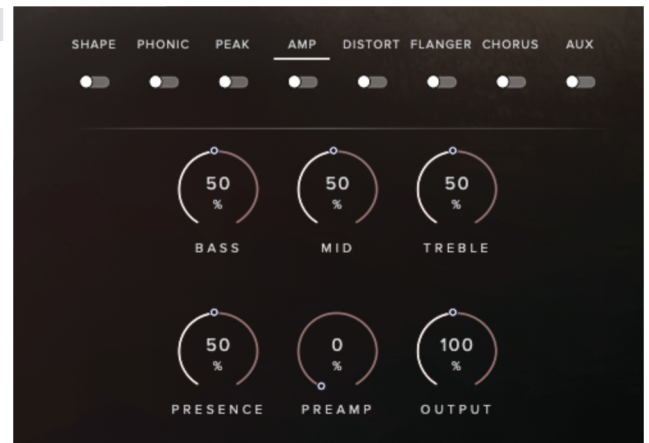 SHAPE PHONIC PEAK AMP DISTORT FLANGER CHORUS AUX
50 50 50
% % %
BASS MID TREBLE
50 0 100
% % %
PRESENCE PREAMP OUTPUT